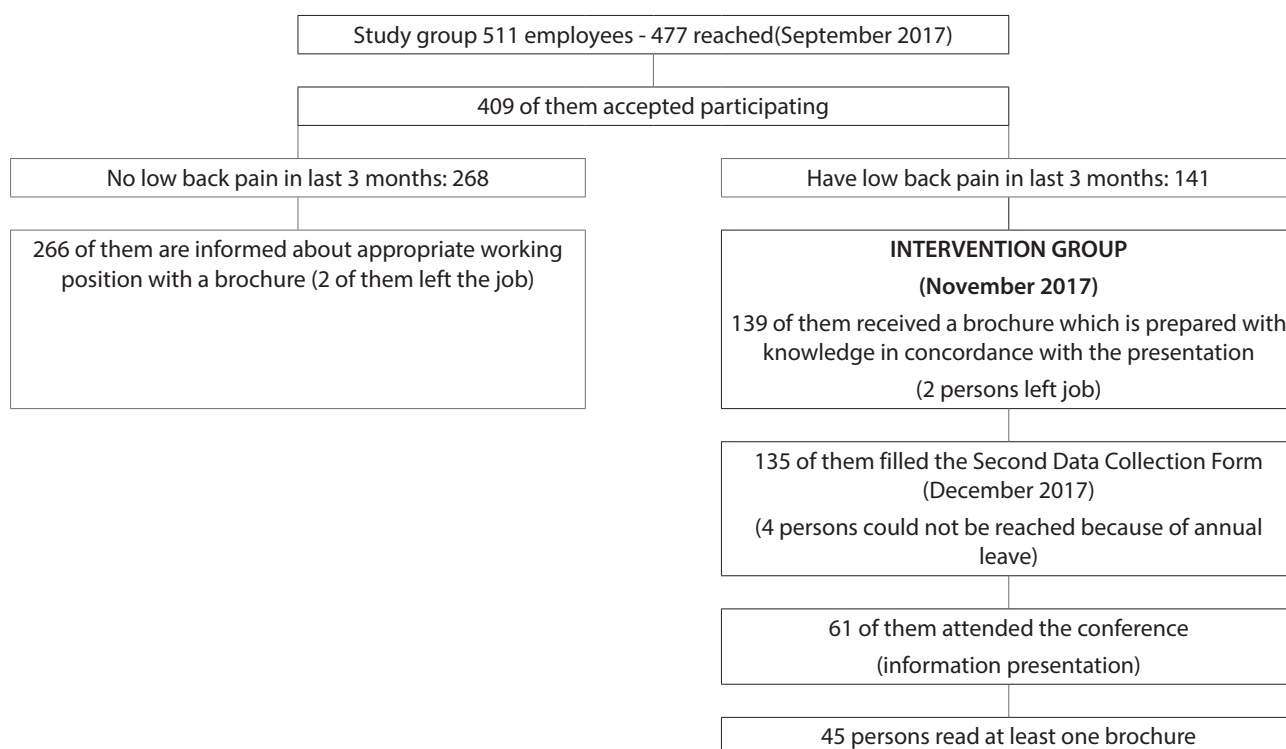 Study group 511 employees - 477 reached(September 2017)
409 of them accepted participating
No low back pain in last 3 months: 268
Have low back pain in last 3 months: 141
266 of them are informed about appropriate working
position with a brochure (2 of them left the job)
INTERVENTION GROUP
(November 2017)
139 of them received a brochure which is prepared with
knowledge in concordance with the presentation
(2 persons left job)
135 of them filled the Second Data Collection Form
(December 2017)
(4 persons could not be reached because of annual
leave)
61 of them attended the conference
(information presentation)
45 persons read at least one brochure